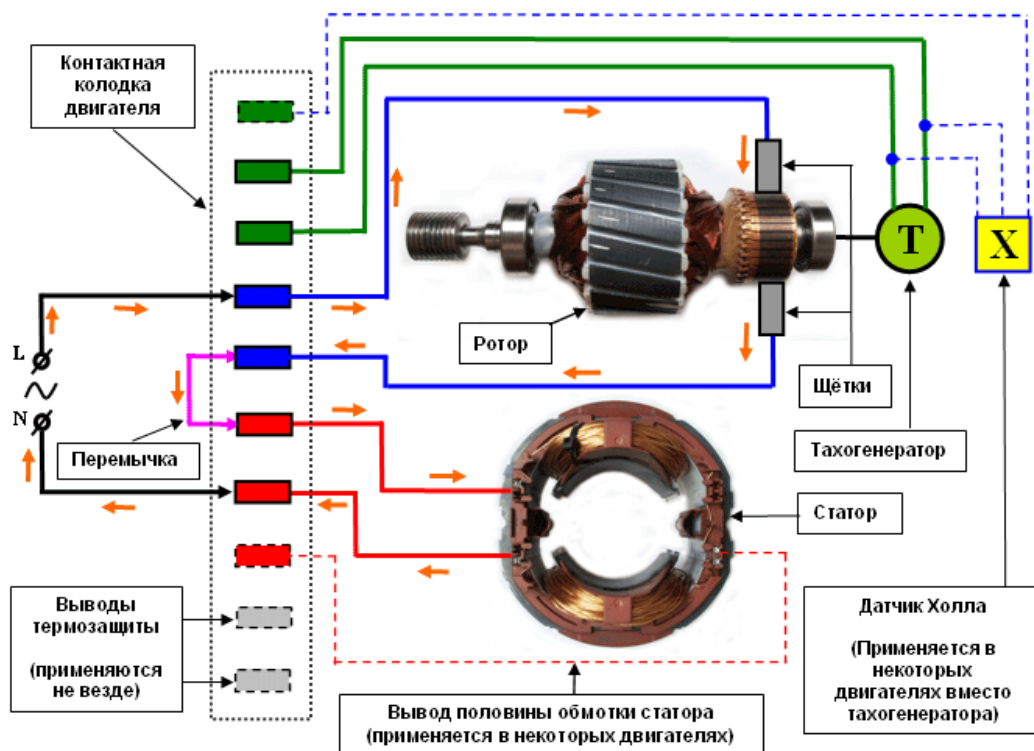 Контактная
колодка
двигателя
L
N
Перемычка
Ротор
Щётки
Т
X
Тахогенератор
Статор
Выводы
термозащиты
(применяются
не везде)
Вывод половины обмотки статора
(применяется в некоторых двигателях)
Датчик Холла
(Применяется в
некоторых
двигателях вместо
тахогенератора)